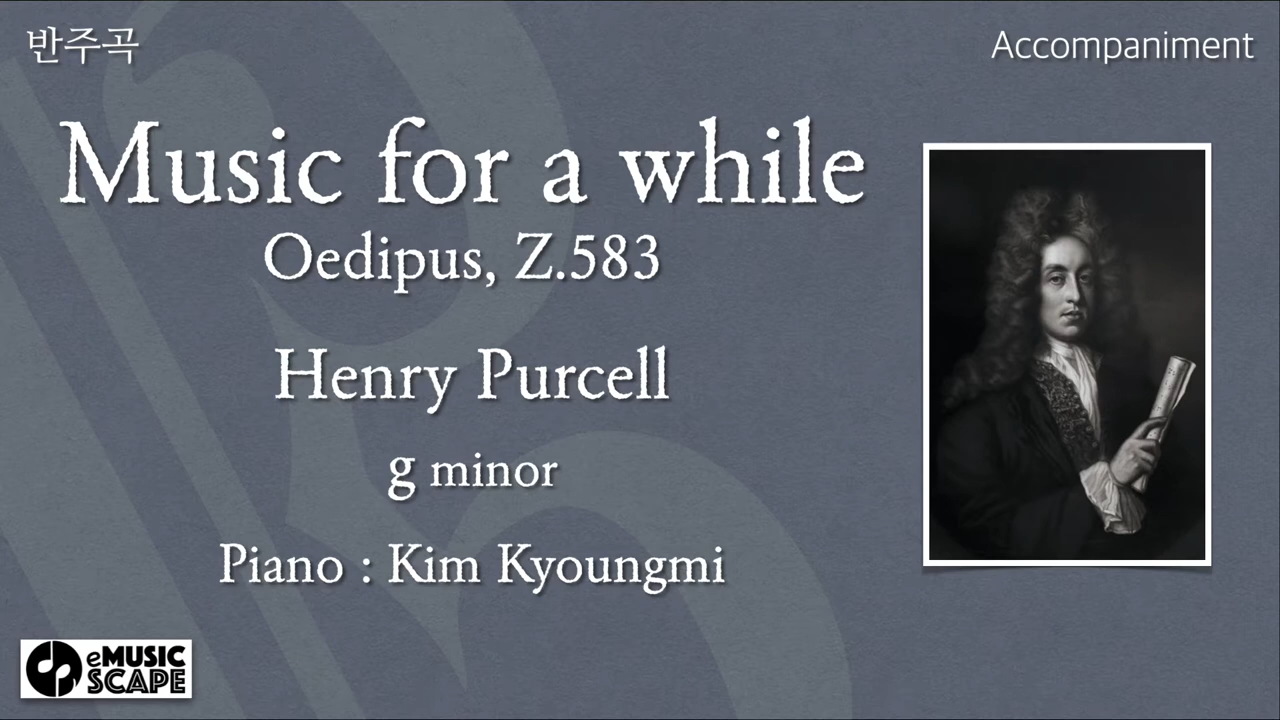 반주곡
Accompaniment
Music for a while
Oedipus, Z.583
Henry Purcell
g minor
Piano : Kim Kyoungmi
eMUSIC
SCAPE